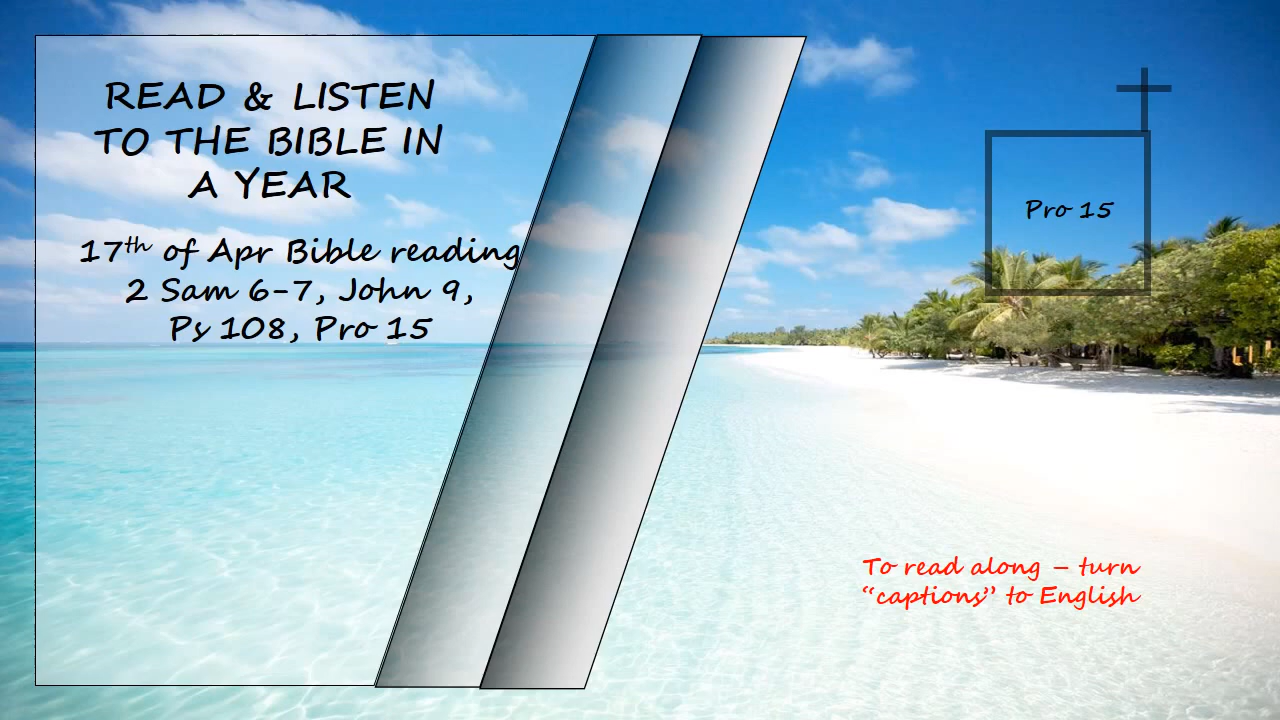 READ & LISTEN
TO THE BIBLE IN
A YEAR
17th of Apr Bible reading
2 Sam 6-7, John 9,
Ps 108, Pro 15
Pro 15
To read along – turn
“captions” to English